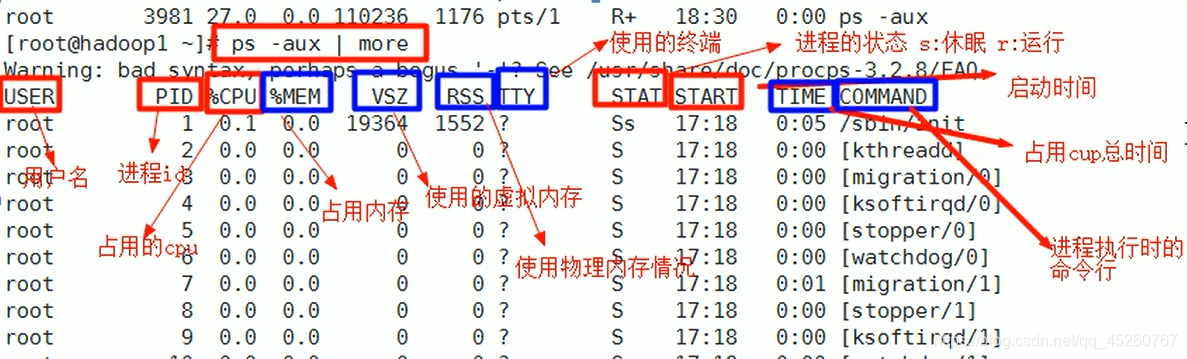 root 3981 27.0 0.0 110236 1176 pts/1 R+ 18:30 0:00 ps -aux
[root@hadoop1 ~]# ps -aux | more
使用的终端
进程的状态 s:休眠 r:运行
Warning: bad syntax, perhaps a bogus '-'? See /usr/share/doc/procps-3.2.8/FAQ
启动时间
USER PID %CPU %MEM VSZ RSS TTY STAT START TIME COMMAND
root 1 0.1 0.0 19364 1552 ? Ss 17:18 0:05 /sbin/init
root 2 0.0 0.0 0 0 ? S 17:18 0:00 [kthreadd]
占用cup总时间
用户名
进程id
root 3 0.0 0.0 0 0 ? S 17:18 0:00 [migration/0]
占用内存
使用的虚拟内存
root 4 0.0 0.0 0 0 ? S 17:18 0:00 [ksoftirqd/0]
root 5 0.0 0.0 0 0 ? S 17:18 0:00 [stopper/0]
占用的cpu
进程执行时的
命令行
root 6 0.0 0.0 0 0 ? S 17:18 0:00 [watchdog/0]
使用物理内存情况
root 7 0.0 0.0 0 0 ? S 17:18 0:01 [migration/1]
root 8 0.0 0.0 0 0 ? S 17:18 0:00 [stopper/1]
root 9 0.0 0.0 0 0 ? S 17:18 0:00 [ksoftirqd/1]
https://blog.csdn.net/qq_45260767